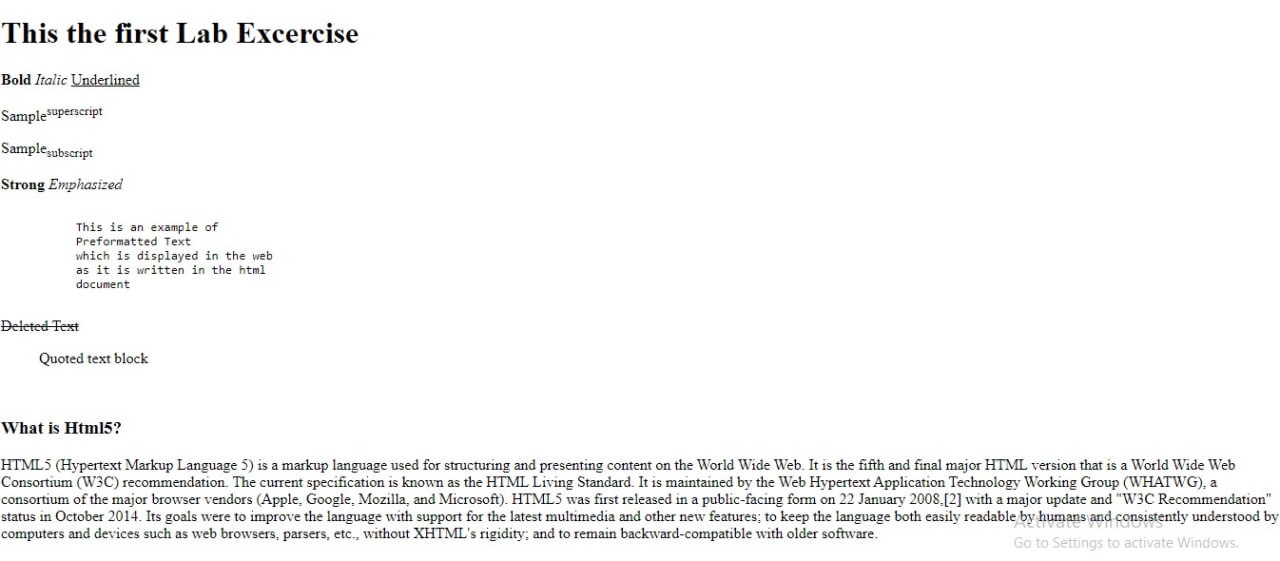 This the first Lab Excercise
Bold Italic Underlined
Samplesuperscript
Samplesubscript
Strong Emphasized
This is an example of
Preformatted Text
which is displayed in the web
as it is written in the html
document
Deleted Text
Quoted text block
What is Html5?
HTML5 (Hypertext Markup Language 5) is a markup language used for structuring and presenting content on the World Wide Web. It is the fifth and final major HTML version that is a World Wide Web
Consortium (W3C) recommendation. The current specification is known as the HTML Living Standard. It is maintained by the Web Hypertext Application Technology Working Group (WHATWG), a
consortium of the major browser vendors (Apple, Google, Mozilla, and Microsoft). HTML5 was first released in a public-facing form on 22 January 2008,[2] with a major update and "W3C Recommendation"
status in October 2014. Its goals were to improve the language with support for the latest multimedia and other new features; to keep the language both easily readable by humans and consistently understood by
computers and devices such as web browsers, parsers, etc., without XHTML's rigidity; and to remain backward-compatible with older software.
Activate Windows
Go to Settings to activate Windows.